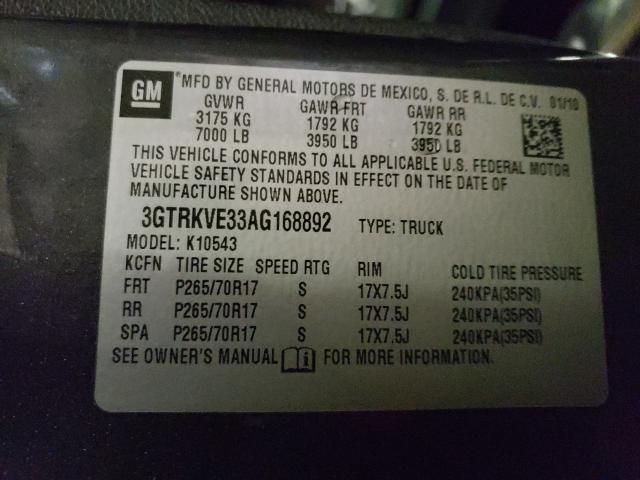 GM
*MFD BY GENERAL MOTORS DE MEXICO, S. DE R.L. DE C.V. 01/10
GVWR GAWR FRT GAWR RR
3175 KG 1792 KG 1792 KG
7000 LB 3950 LB 3950 LB
THIS VEHICLE CONFORMS TO ALL APPLICABLE U.S. FEDERAL MOTOR
VEHICLE SAFETY STANDARDS IN EFFECT ON THE DATE OF
MANUFACTURE SHOWN ABOVE.
3GTRKVE33AG168892 TYPE: TRUCK
MODEL: K10543
KCFN TIRE SIZE SPEED RTG RIM COLD TIRE PRESSURE
FRT P265/70R17 S 17X7.5J 240KPA(35PSI)
RR P265/70R17 S 17X7.5J 240KPA(35PSI)
SPA P265/70R17 S 17X7.5J 240KPA(35PSI)
SEE OWNER'S MANUAL FOR MORE INFORMATION.